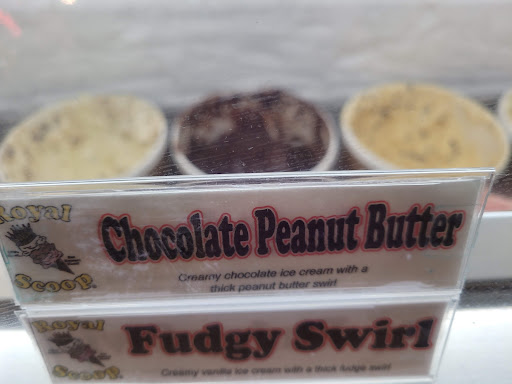 Royal
Scoop
Chocolate Peanut Butter
Creamy chocolate ice cream with a
thick peanut butter swirl
Royal
Scoop
Fudgy Swirl
Creamy vanilla ice cream with a thick fudge swirl